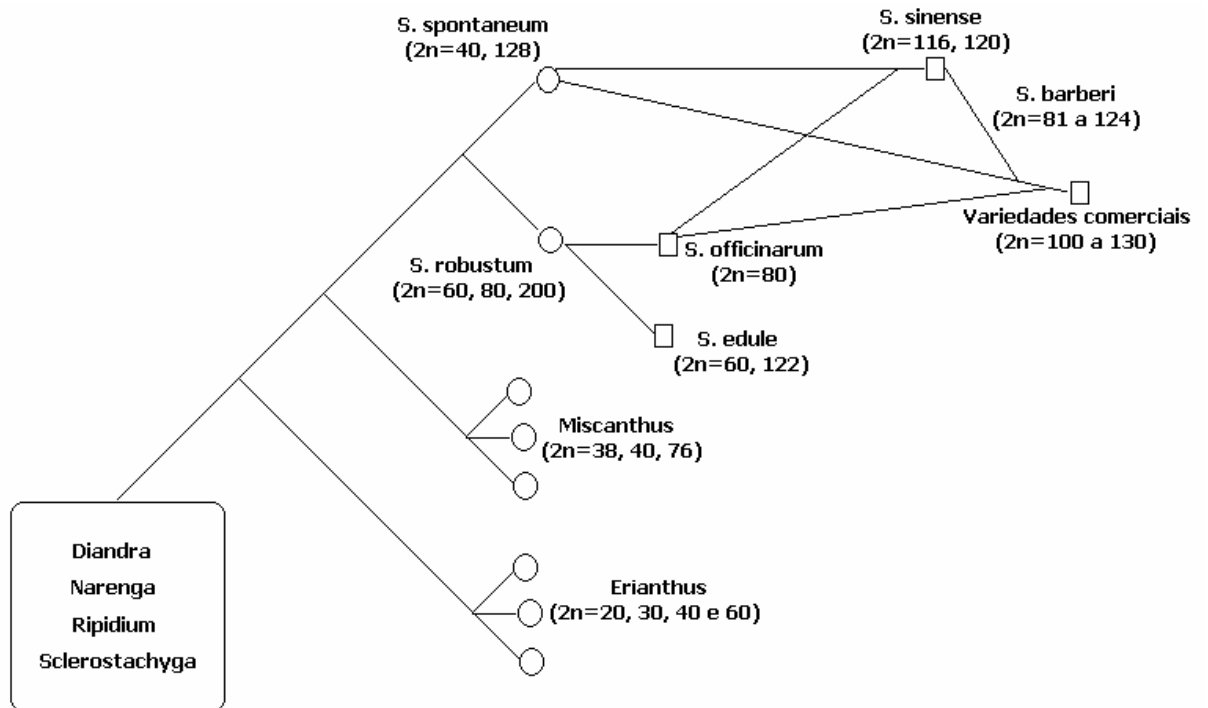 S. spontaneum
(2n=40, 128)
S. sinense
(2n=116, 120)
S. barberi
(2n=81 a 124)
Variedades comerciais
(2n=100 a 130)
S. officinarum
(2n=80)
S. robustum
(2n=60, 80, 200)
S. edule
(2n=60, 122)
Miscanthus
(2n=38, 40, 76)
Erianthus
(2n=20, 30, 40 e 60)
Diandra
Narenga
Ripidium
Sclerostachyga